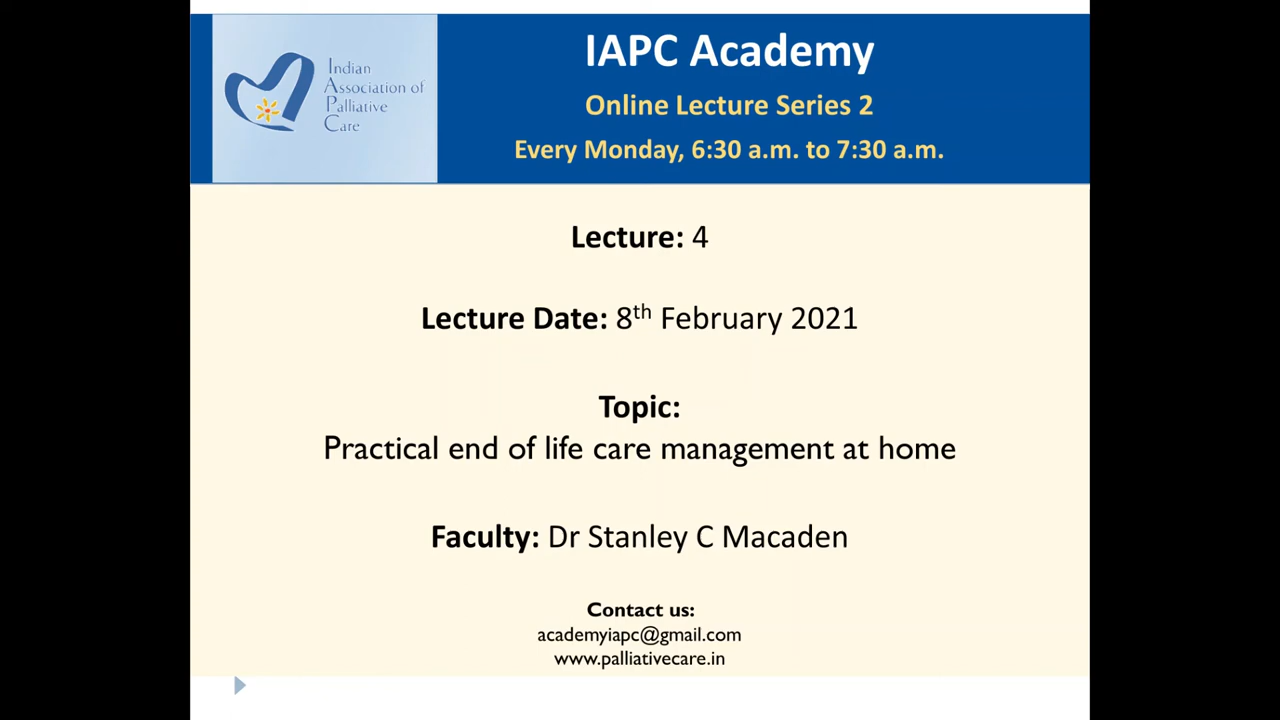 Indian
Association of
Palliative
Care
IAPC Academy
Online Lecture Series 2
Every Monday, 6:30 a.m. to 7:30 a.m.
Lecture: 4
Lecture Date: 8th February 2021
Topic:
Practical end of life care management at home
Faculty: Dr Stanley C Macaden
Contact us:
academyiapc@gmail.com
www.palliativecare.in